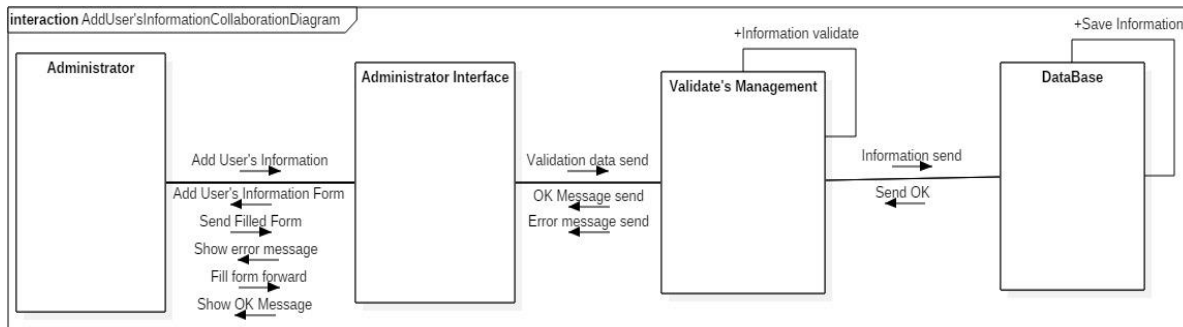 interaction AddUser'sInformationCollaborationDiagram
+Information validate
+Save Information
Administrator
Administrator Interface
Validate's Management
DataBase
Add User's Information
Add User's Information Form
Send Filled Form
Show error message
Fill form forward
Show OK Message
Validation data send
OK Message send
Error message send
Information send
Send OK